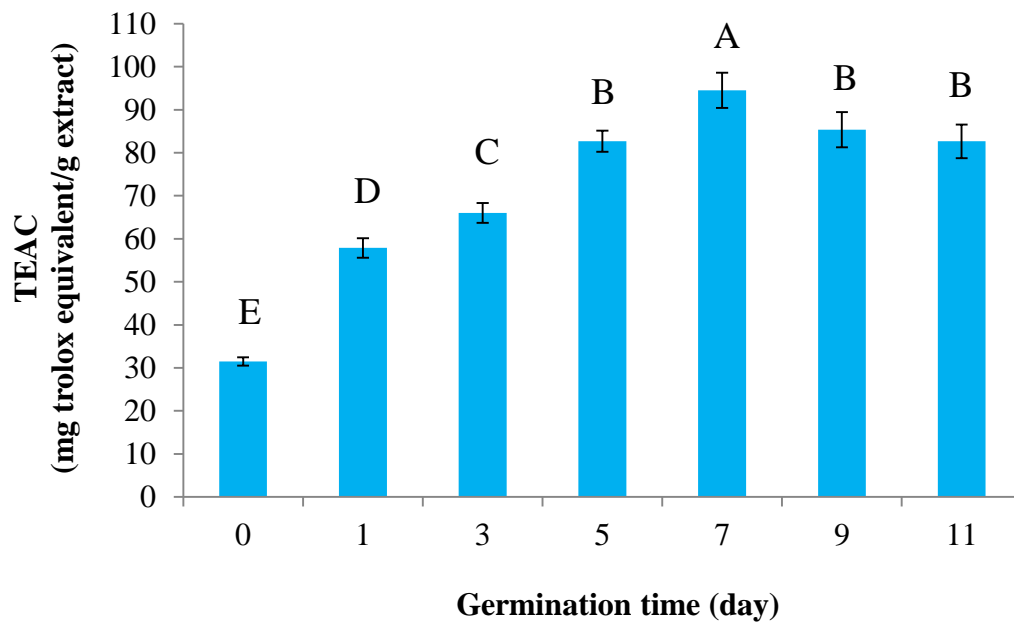 TEAC
(mg trolox equivalent/g extract)
110
100
90
80
70
60
50
40
30
20
10
0
E
D
C
B
A
B
B
0 1 3 5 7 9 11
Germination time (day)